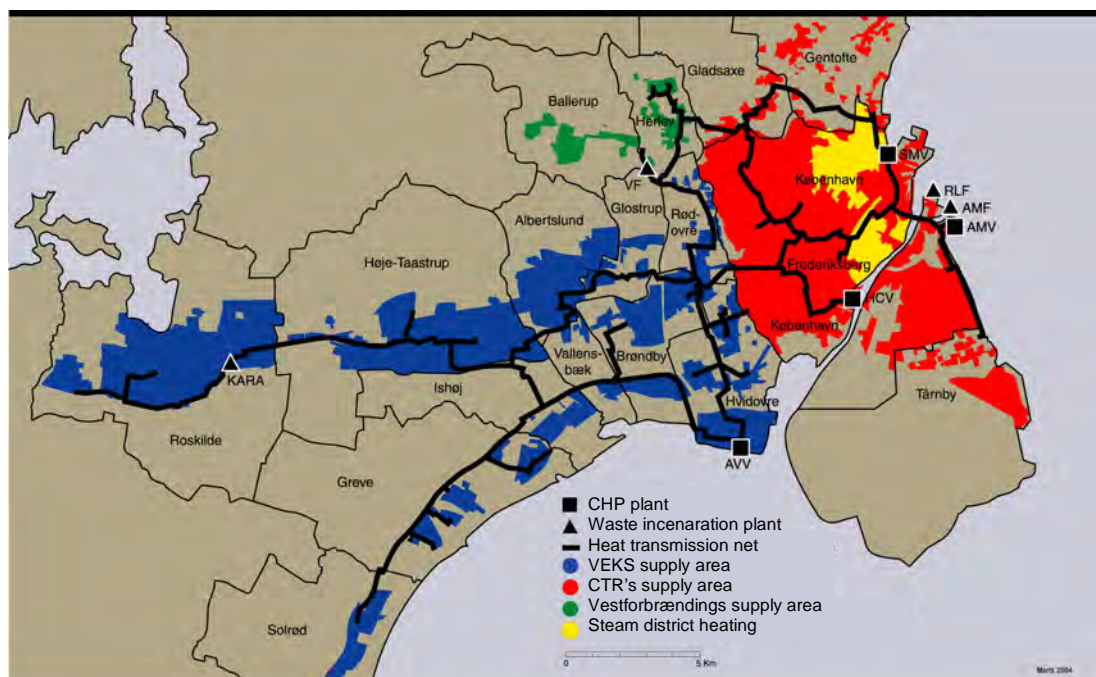 Gentofte
Gladsaxe
Ballerup
Herlev
SMV
København
VF
RLF
AMF
AMV
Glostrup
Rød-
ovre
Albertslund
Høje-Taastrup
Frederiksberg
HCV
København
Vallens-
bæk
Brøndby
KARA
Ishøj
Tårnby
Hvidovre
Roskilde
AVV
Greve
Solrød
CHP plant
Waste incenaration plant
Heat transmission net
VEKS supply area
CTR's supply area
Vestforbrændings supply area
Steam district heating
0 5 Km
Marts 2004